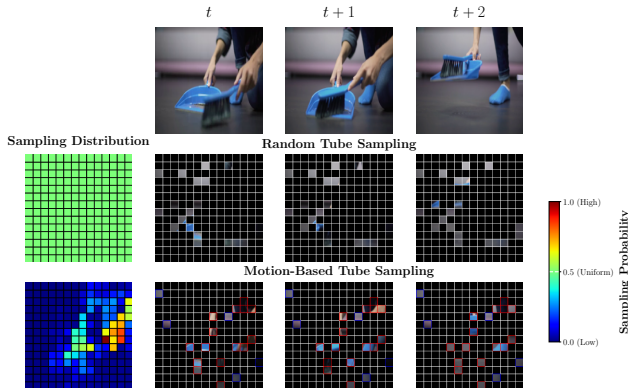 t
t + 1
t + 2
Sampling Distribution
Random Tube Sampling
1.0 (High)
0.5 (Uniform)
0.0 (Low)
Sampling Probability
Motion-Based Tube Sampling